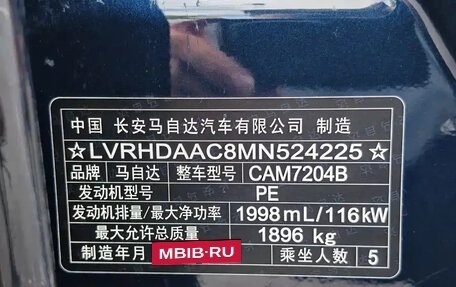 中国 长安马自达汽车有限公司 制造
☆LVRHDAAC8MN524225☆
品牌 马自达 整车型号 CAM7204B
发动机型号 PE
发动机排量/最大净功率 1998mL/116kW
最大允许总质量 1896 kg
制造年月 MBIB-RU 乘坐人数 5